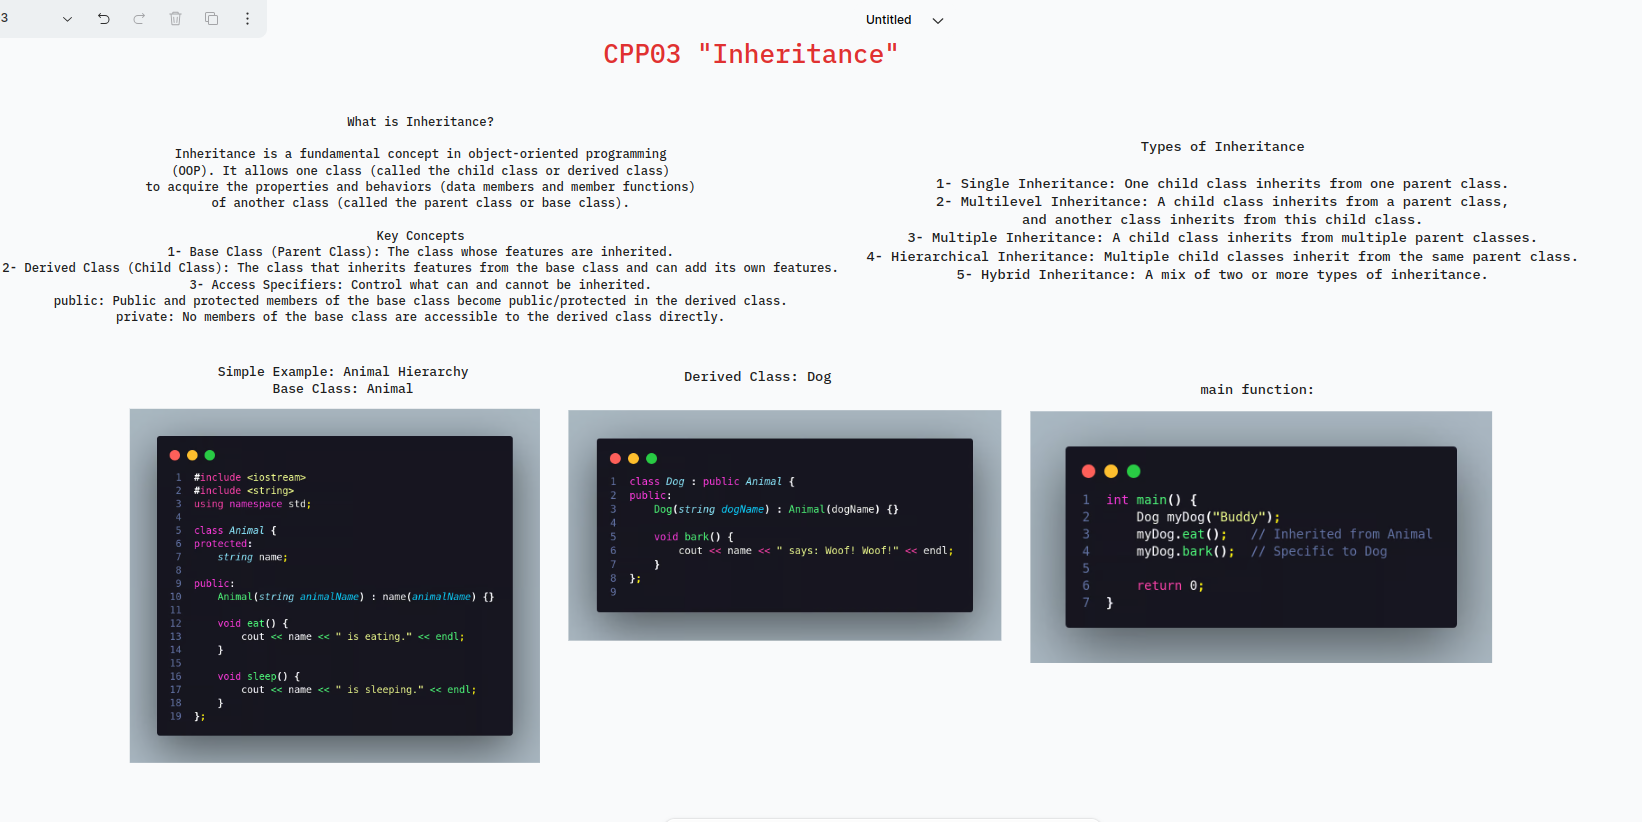 3
Untitled
CPP03 "Inheritance"
What is Inheritance?
Inheritance is a fundamental concept in object-oriented programming
(OOP). It allows one class (called the child class or derived class)
to acquire the properties and behaviors (data members and member functions)
of another class (called the parent class or base class).
Key Concepts
1- Base Class (Parent Class): The class whose features are inherited.
2- Derived Class (Child Class): The class that inherits features from the base class and can add its own features.
3- Access Specifiers: Control what can and cannot be inherited.
public: Public and protected members of the base class become public/protected in the derived class.
private: No members of the base class are accessible to the derived class directly.
Types of Inheritance
1- Single Inheritance: One child class inherits from one parent class.
2- Multilevel Inheritance: A child class inherits from a parent class,
and another class inherits from this child class.
3- Multiple Inheritance: A child class inherits from multiple parent classes.
4- Hierarchical Inheritance: Multiple child classes inherit from the same parent class.
5- Hybrid Inheritance: A mix of two or more types of inheritance.
Simple Example: Animal Hierarchy
Base Class: Animal
1 #include <iostream>
2 #include <string>
3 using namespace std;
4
5 class Animal {
6 protected:
7     string name;
8
9 public:
10     Animal(string animalName) : name(animalName) {}
11
12     void eat() {
13         cout << name << " is eating." << endl;
14     }
15
16     void sleep() {
17         cout << name << " is sleeping." << endl;
18     }
19 };
Derived Class: Dog
1 class Dog : public Animal {
2 public:
3     Dog(string dogName) : Animal(dogName) {}
4
5     void bark() {
6         cout << name << " says: Woof! Woof!" << endl;
7     }
8 };
9
main function:
1 int main() {
2     Dog myDog("Buddy");
3     myDog.eat();   // Inherited from Animal
4     myDog.bark();  // Specific to Dog
5
6     return 0;
7 }